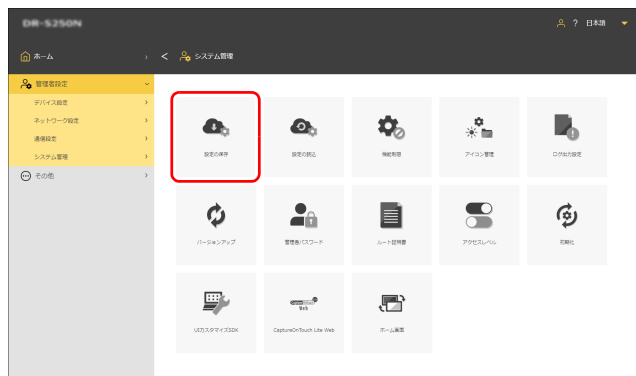 DR-S250N
? 日本語
ホーム
< システム管理
管理者設定
デバイス設定
ネットワーク設定
通信設定
システム管理
その他
設定の保存
設定の読込
機能制限
アイコン管理
ログ出力設定
バージョンアップ
管理者パスワード
ルート証明書
アクセスレベル
初期化
UIカスタマイズSDK
CaptureOnTouch Lite Web
ホーム画面